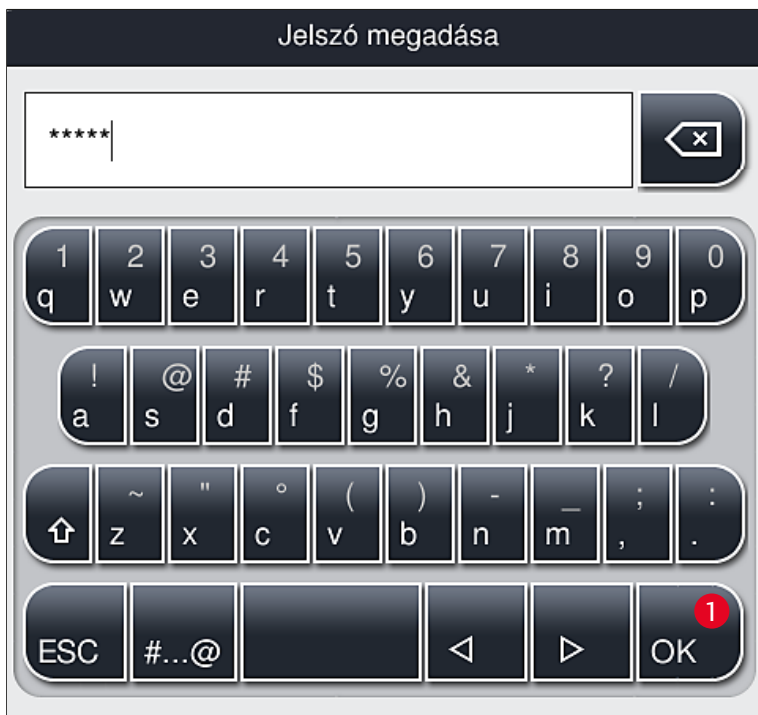 Jelszó megadása
*****
1 2 3 4 5 6 7 8 9 0
q w e r t y u i o p
! @ # $ % & * ? /
a s d f g h j k l
~ " ° ( ) - _ ; :
z x c v b n m , .
1
ESC #...@ OK